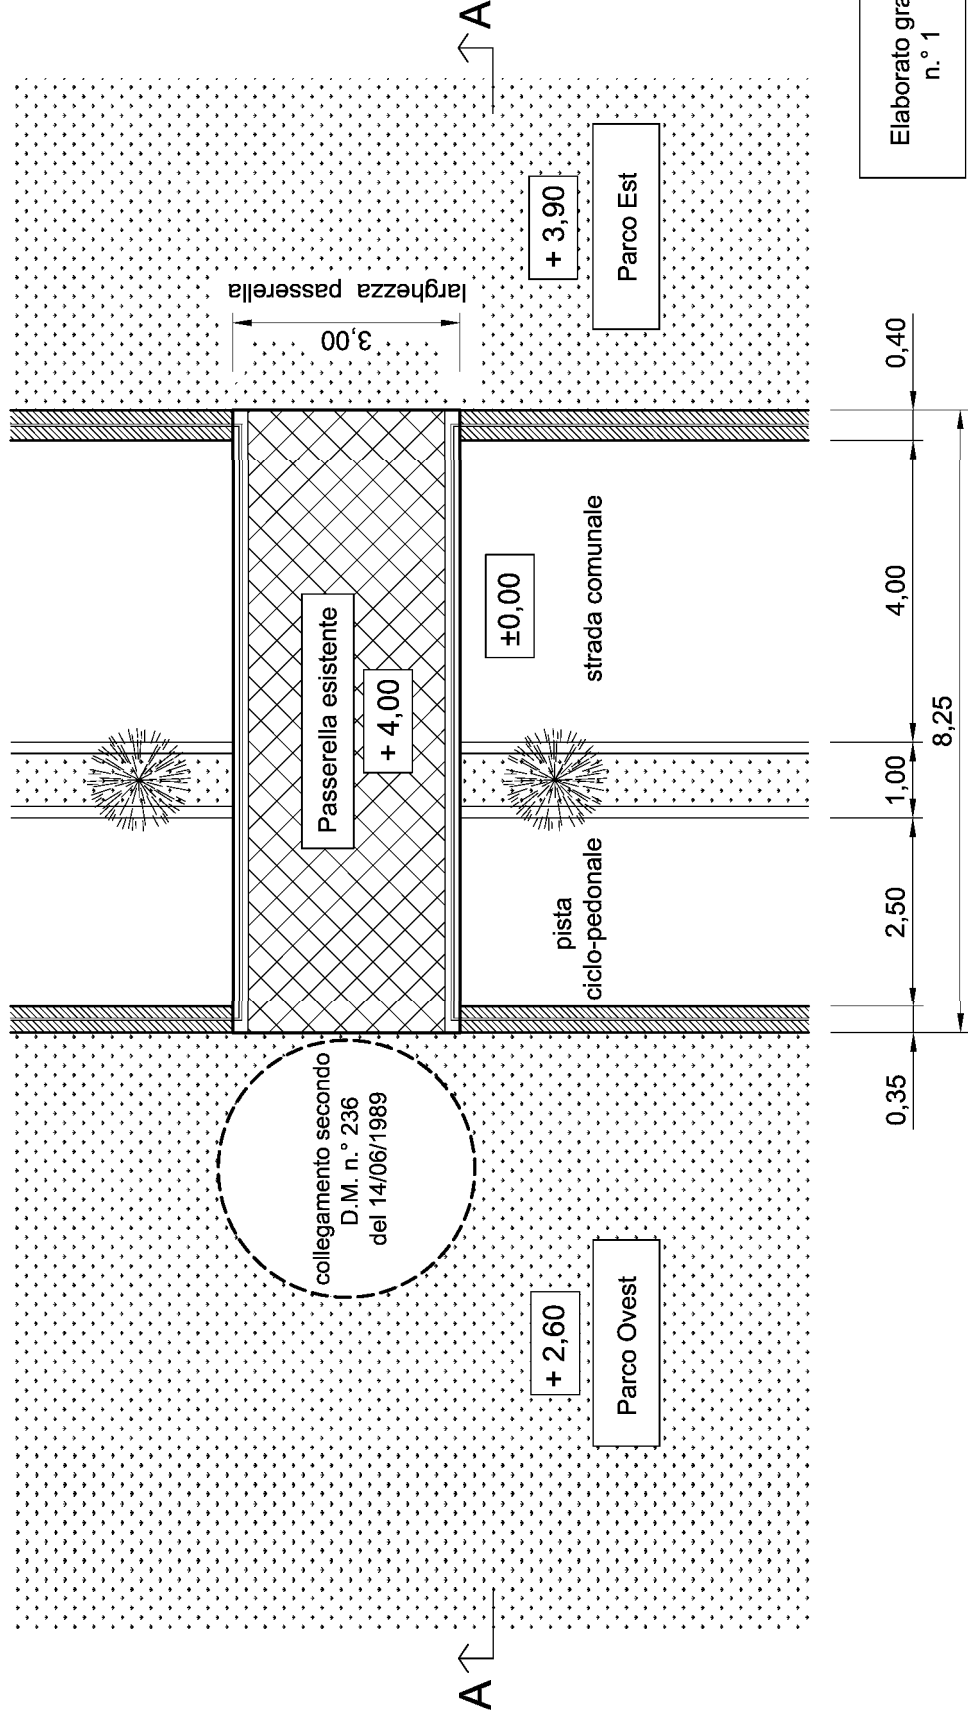 A
A
collegamento secondo
D.M. n.° 236
del 14/06/1989
Passerella esistente
+ 4,00
3,00
larghezza passerella
+ 2,60
Parco Ovest
pista
ciclo-pedonale
±0,00
strada comunale
+ 3,90
Parco Est
0,35
2,50
1,00
4,00
0,40
8,25
Elaborato gra
n.° 1